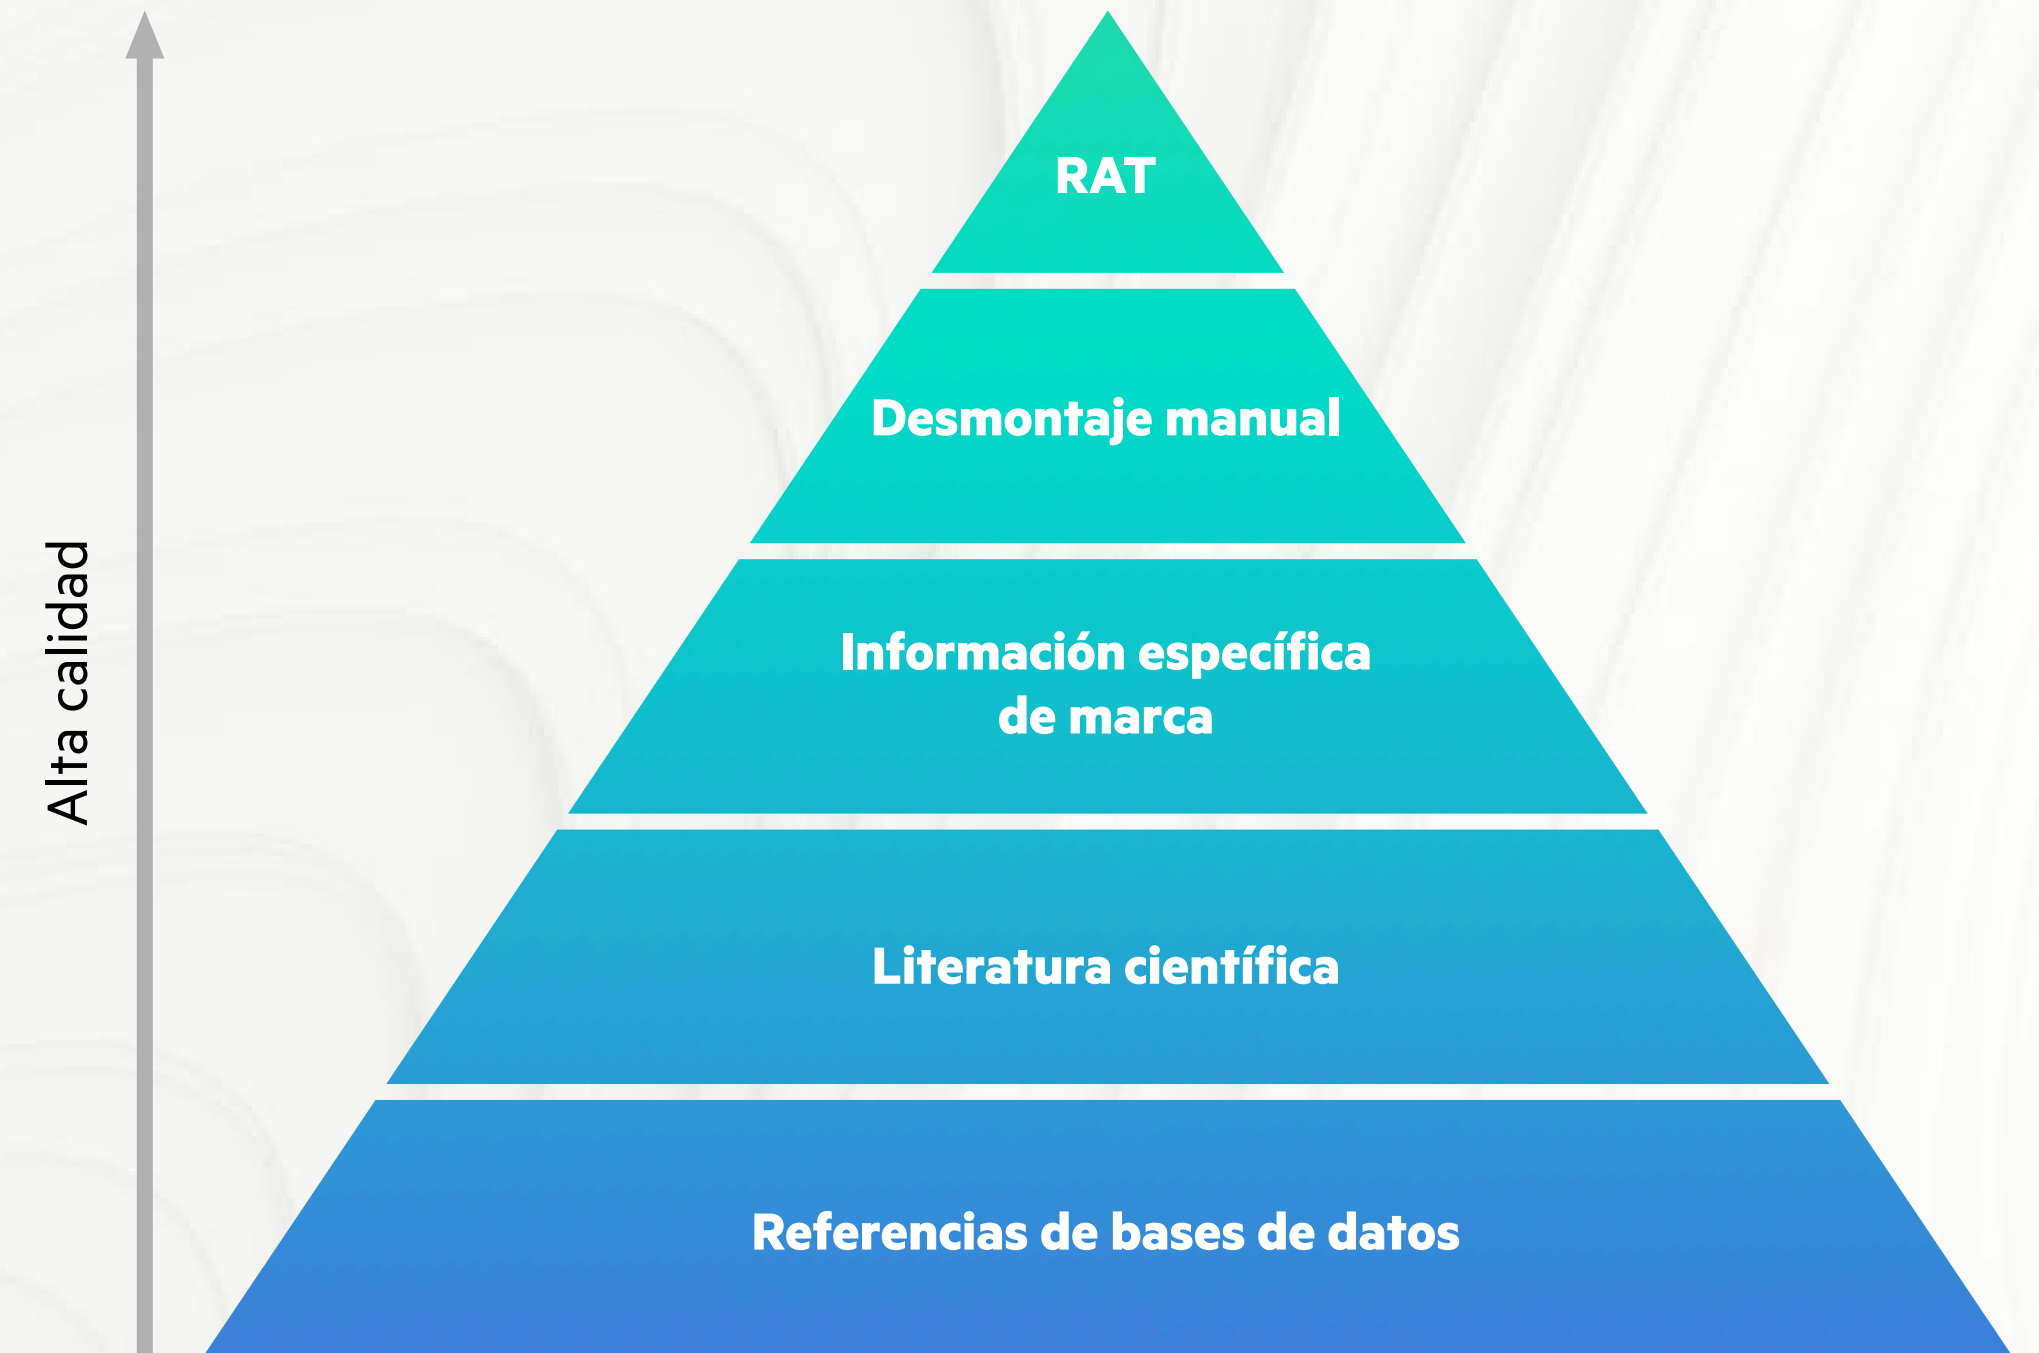 RAT
Desmontaje manual
Información específica
de marca
Literatura científica
Referencias de bases de datos
Alta calidad